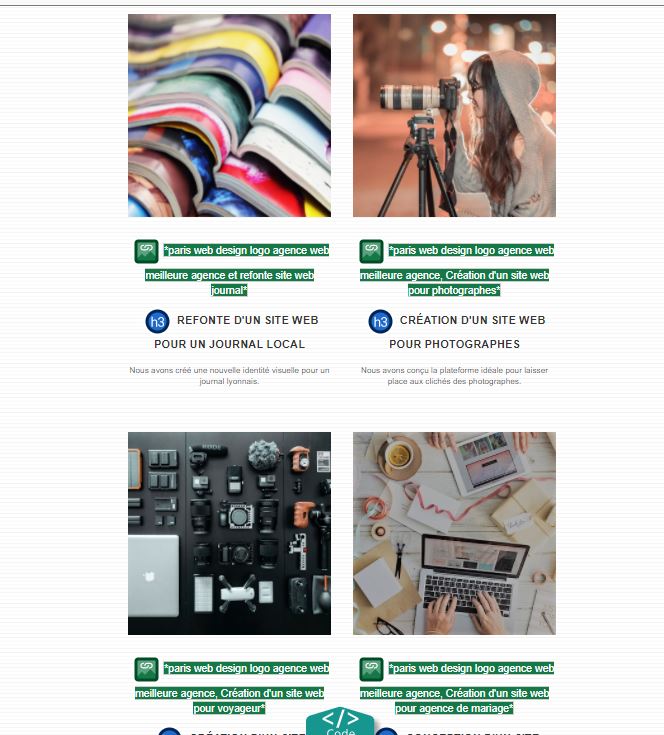 *paris web design logo agence web
meilleure agence et refonte site web
journal*
h3 REFONTE D'UN SITE WEB
POUR UN JOURNAL LOCAL
Nous avons créé une nouvelle identité visuelle pour un
journal lyonnais.
*paris web design logo agence web
meilleure agence, Création d'un site web
pour photographes*
h3 CRÉATION D'UN SITE WEB
POUR PHOTOGRAPHES
Nous avons conçu la plateforme idéale pour laisser
place aux clichés des photographes.
RODE
*paris web design logo agence web
meilleure agence, Création d'un site web
pour voyageur*
*paris web design logo agence web
meilleure agence, Création d'un site web
pour agence de mariage*
</> 
Code